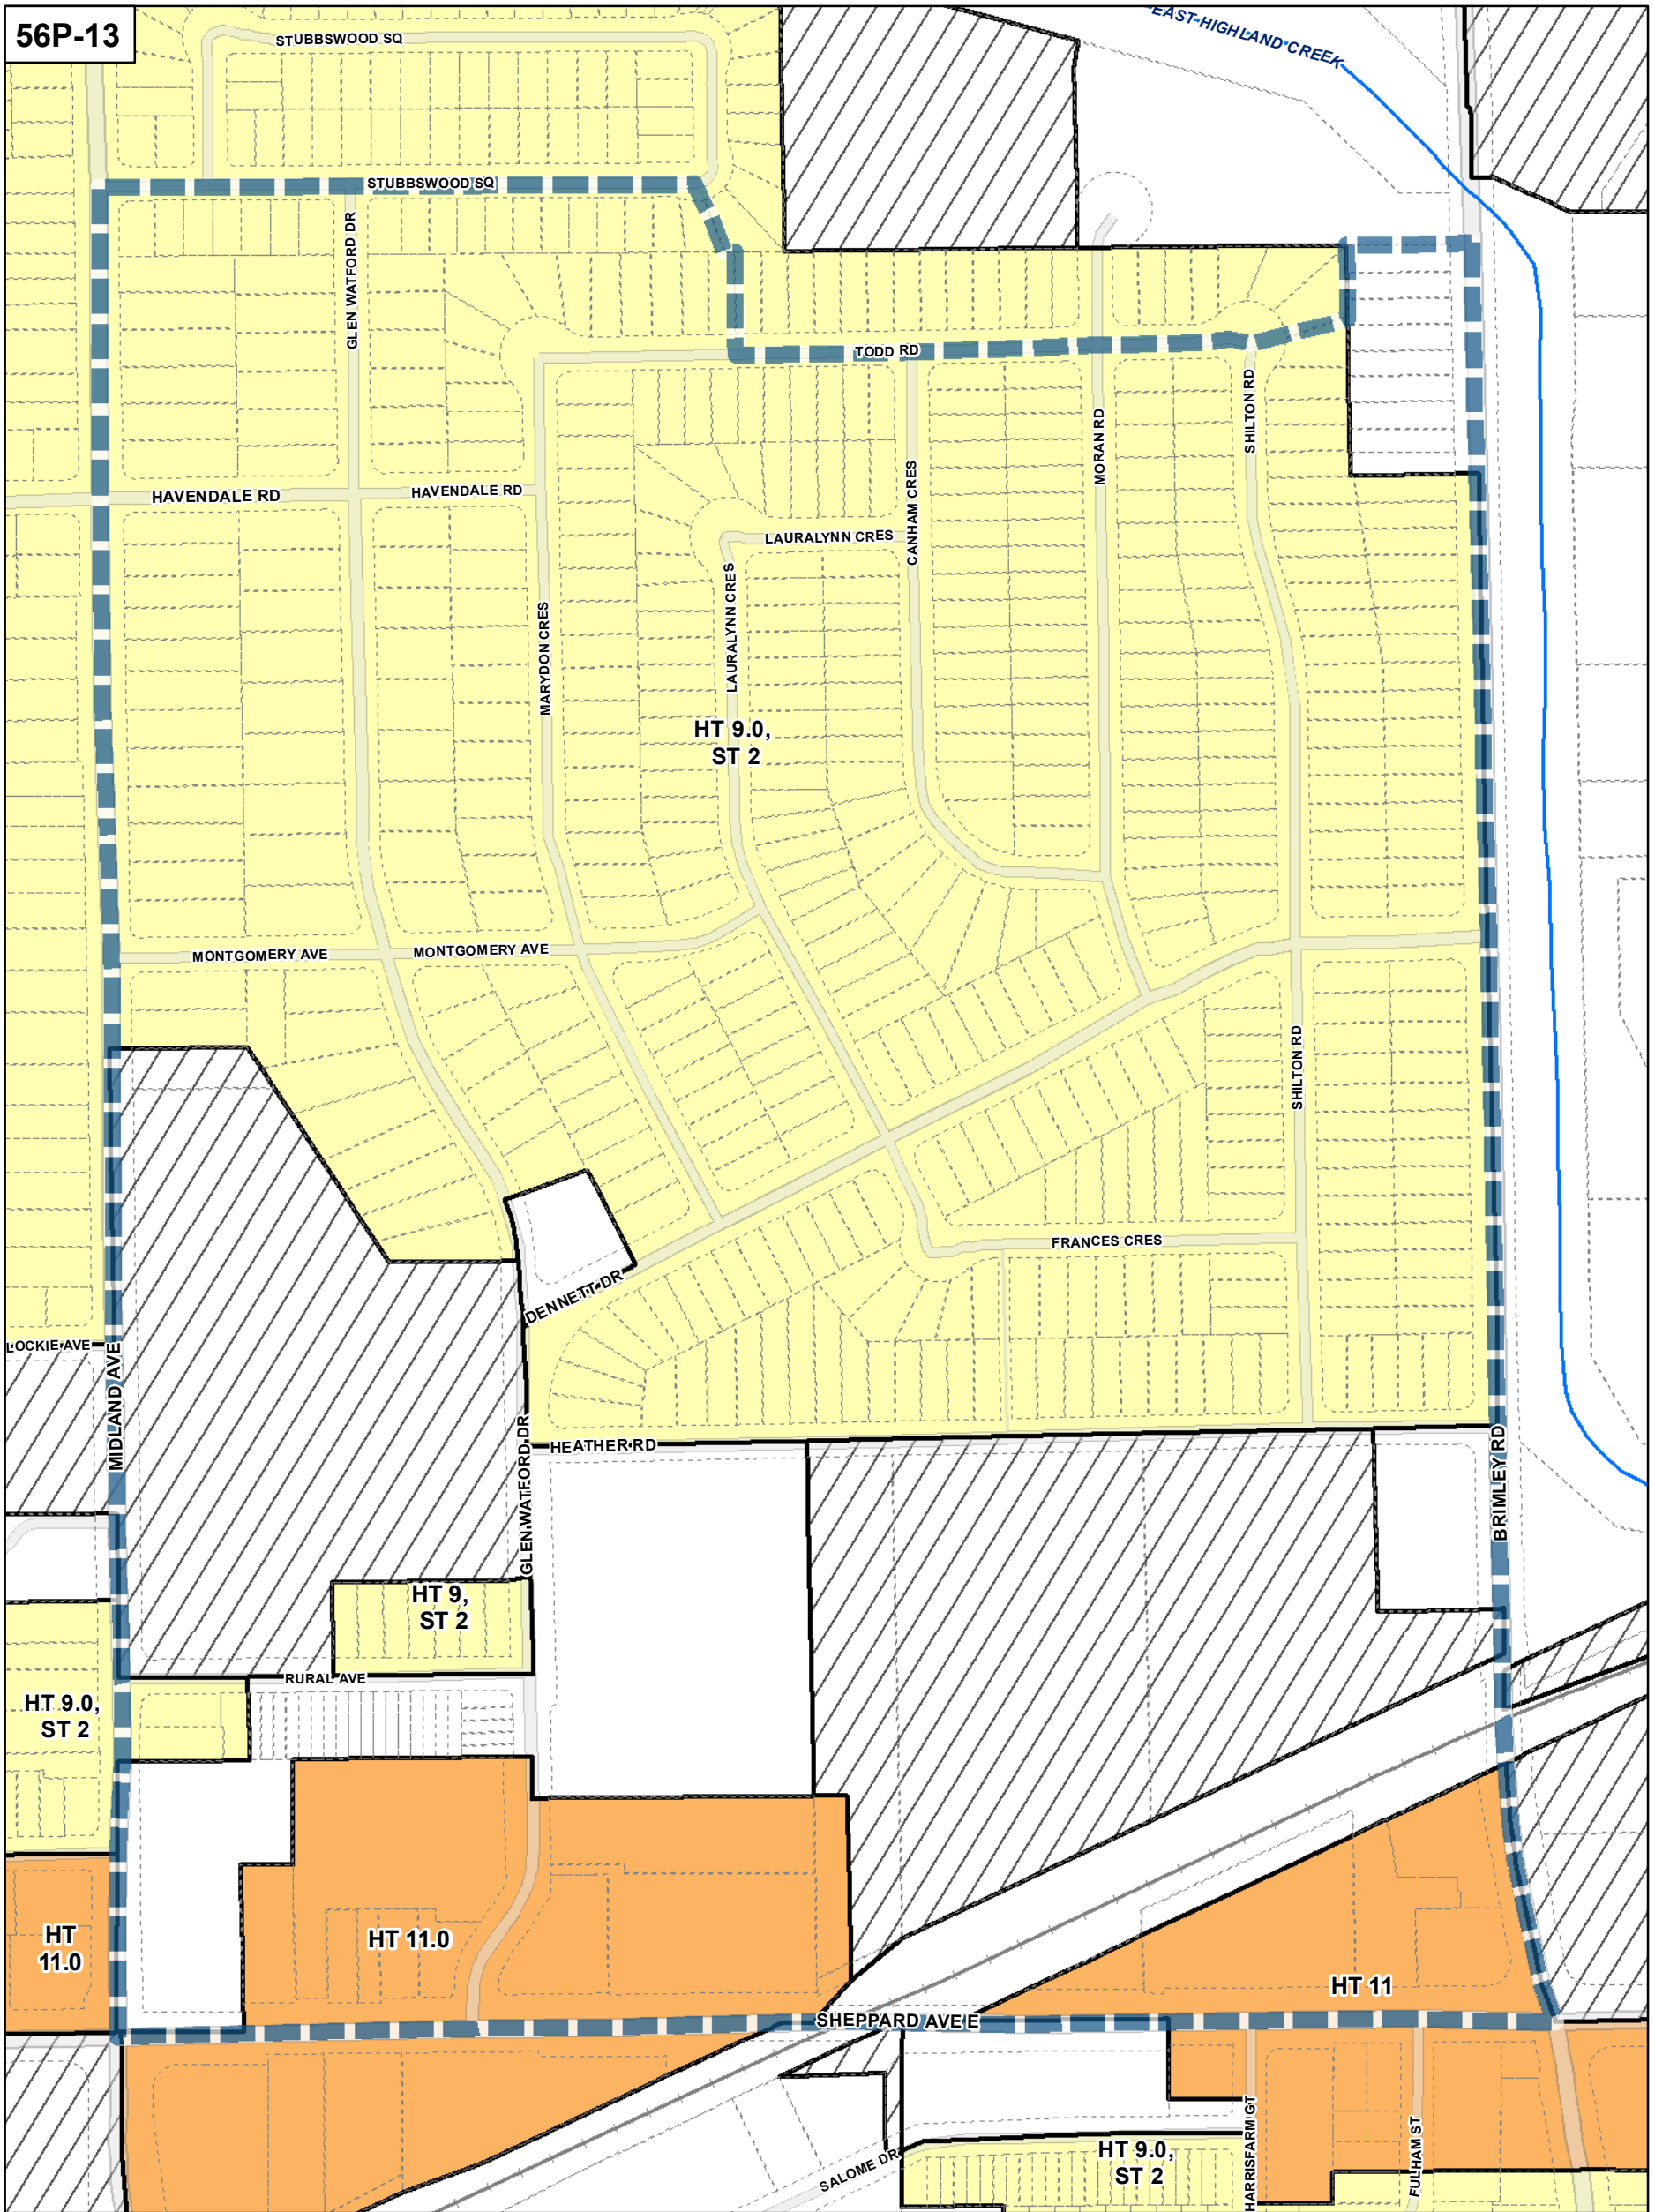 56P-13
STUBBSWOOD SQ
EAST HIGHLAND CREEK
STUBBSWOOD SQ
GLEN WATFORD DR
TODD RD
SHILTON RD
MORAN RD
CANHAM CRES
HAVENDALE RD
HAVENDALE RD
LAURALYNN CRES
LAURALYNN CRES
MARYDON CRES
HT 9.0,
ST 2
MONTGOMERY AVE
MONTGOMERY AVE
SHILTON RD
FRANCES CRES
DENNETT DR
LOCKIE AVE
MIDLAND AVE
GLEN WATFORD DR
HEATHER RD
BRIMLEY RD
HT 9,
ST 2
RURAL AVE
HT 9.0,
ST 2
HT
11.0
HT 11.0
HT 11
SHEPPARD AVE E
HARRISFARM GT
FULHAM ST
SALOME DR
HT 9.0,
ST 2